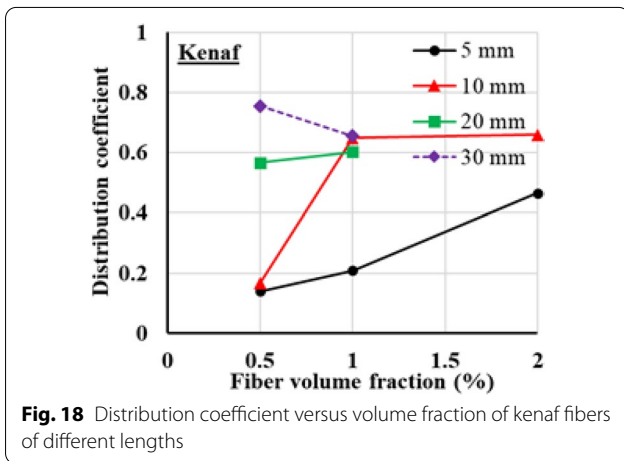 Kenaf
5 mm
10 mm
20 mm
30 mm
Distribution coefficient
1
0.8
0.6
0.4
0.2
0
0 0.5 1 1.5 2
Fiber volume fraction (%)
Fig. 18 Distribution coefficient versus volume fraction of kenaf fibers
of different lengths